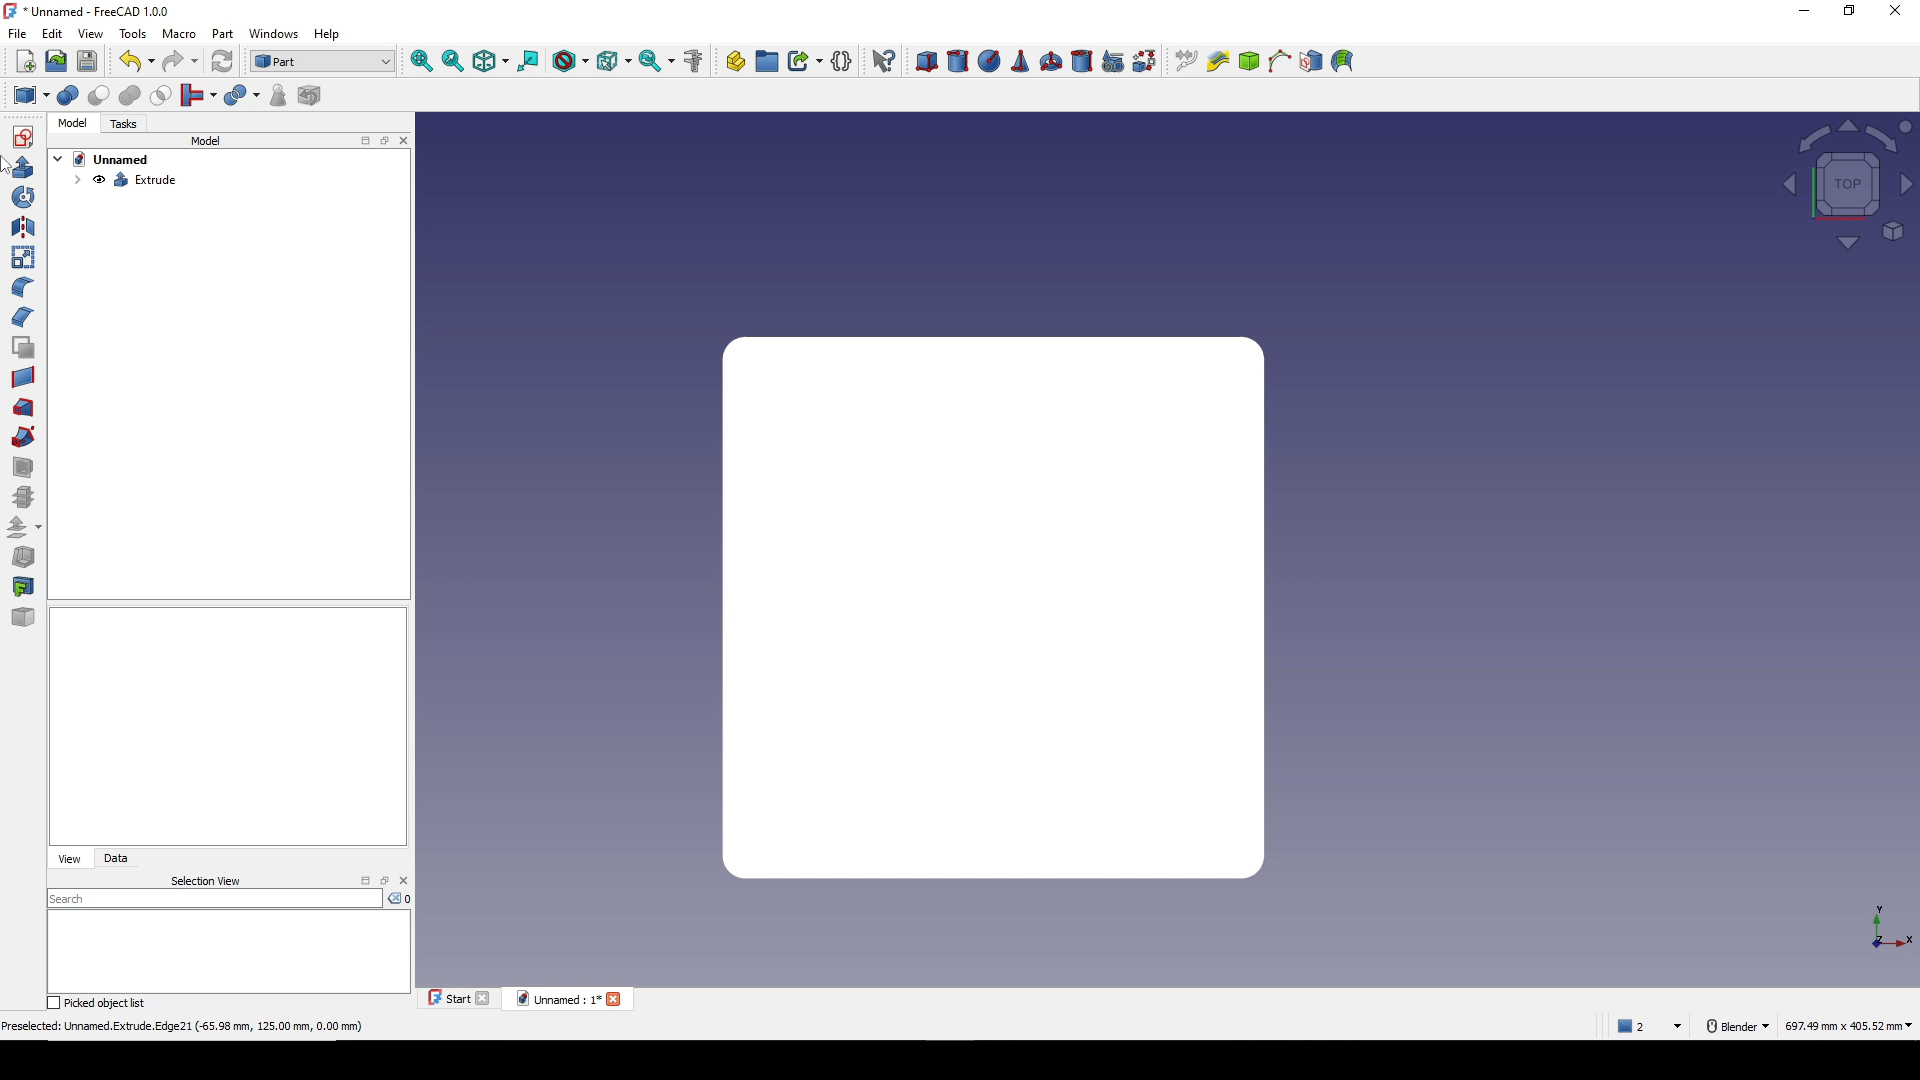 * Unnamed - FreeCAD 1.0.0
File Edit View Tools Macro Part Windows Help
Part
Model Tasks
Model
Unnamed
Extrude
TOP
View Data
Selection View
Search
0
Picked object list
Y
Z X
Start Unnamed : 1*
Preselected: Unnamed.Extrude.Edge21 (-65.98 mm, 125.00 mm, 0.00 mm) 2 Blender 697.49 mm x 405.52 mm